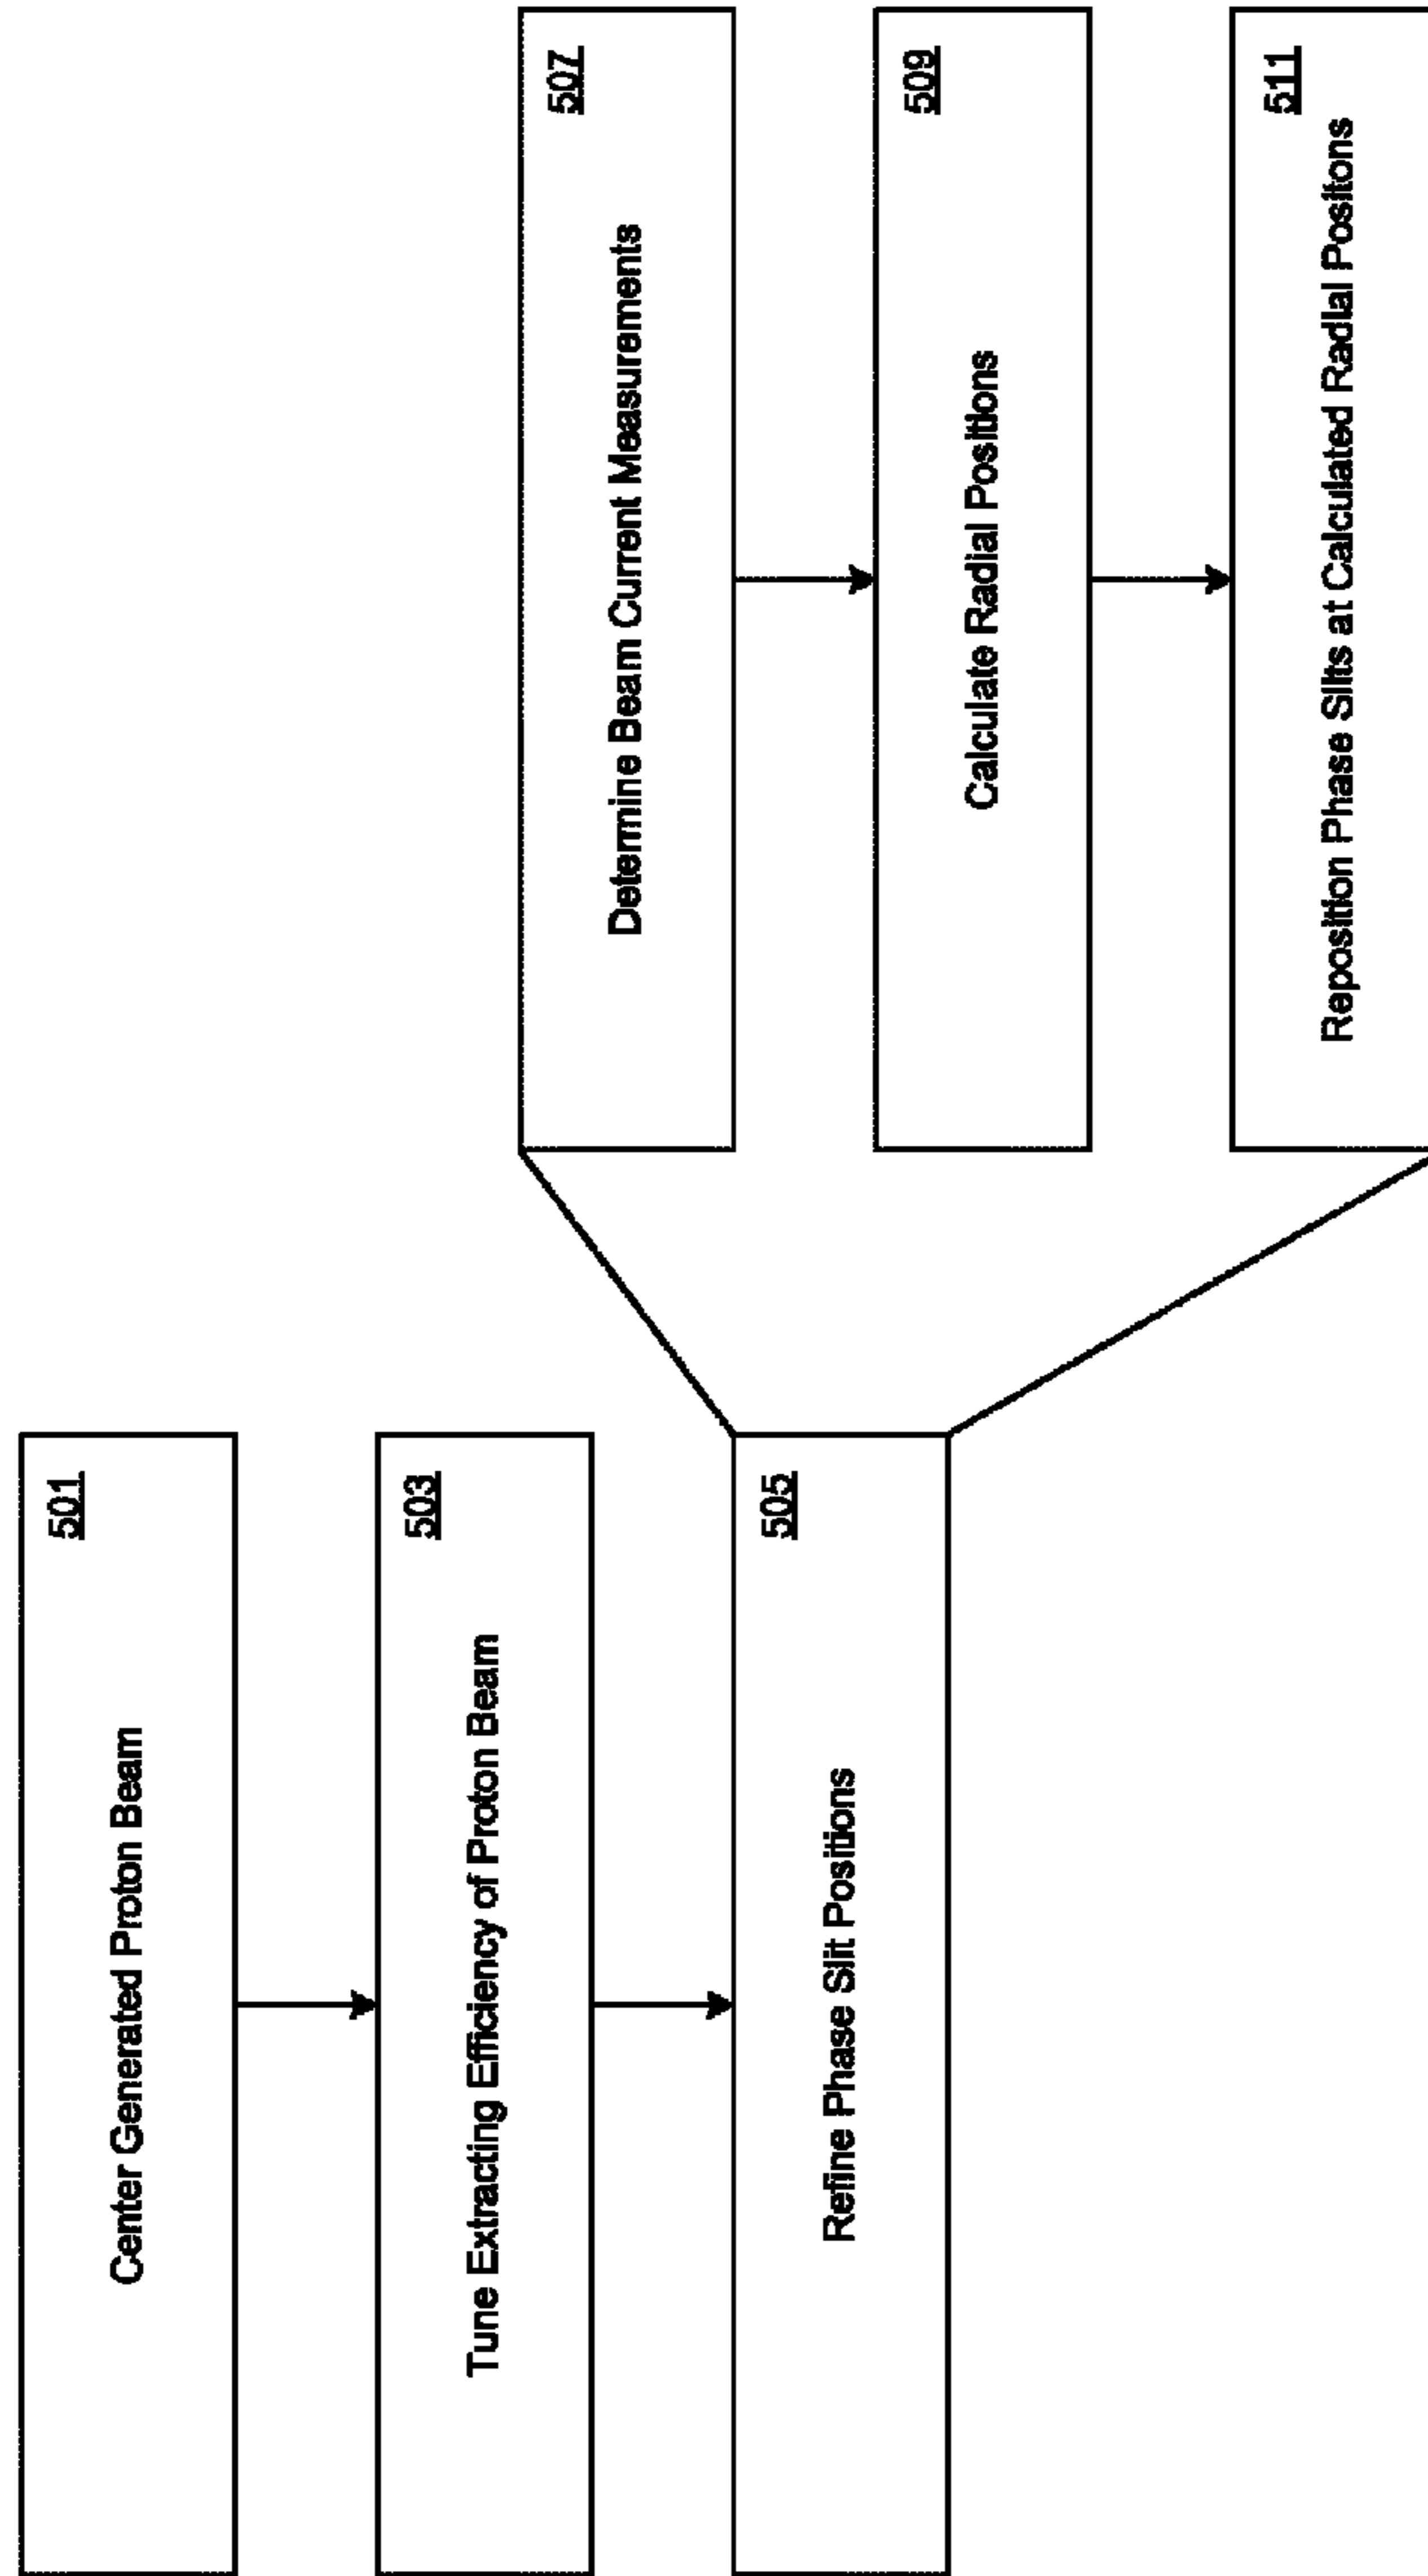 501
Center Generated Proton Beam
503
Tune Extracting Efficiency of Proton Beam
505
Refine Phase Slit Positions
507
Determine Beam Current Measurements
509
Calculate Radial Positions
511
Reposition Phase Slits at Calculated Radial Positons